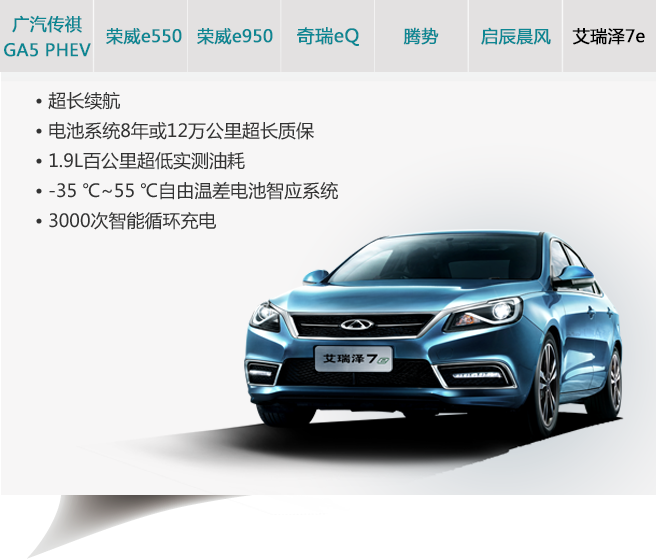 广汽传祺
GA5 PHEV
荣威e550
荣威e950
奇瑞eQ
腾势
启辰晨风
艾瑞泽7e
• 超长续航
• 电池系统8年或12万公里超长质保
• 1.9L百公里超低实测油耗
• -35 ℃~55 ℃自由温差电池智应系统
• 3000次智能循环充电
艾瑞泽7e